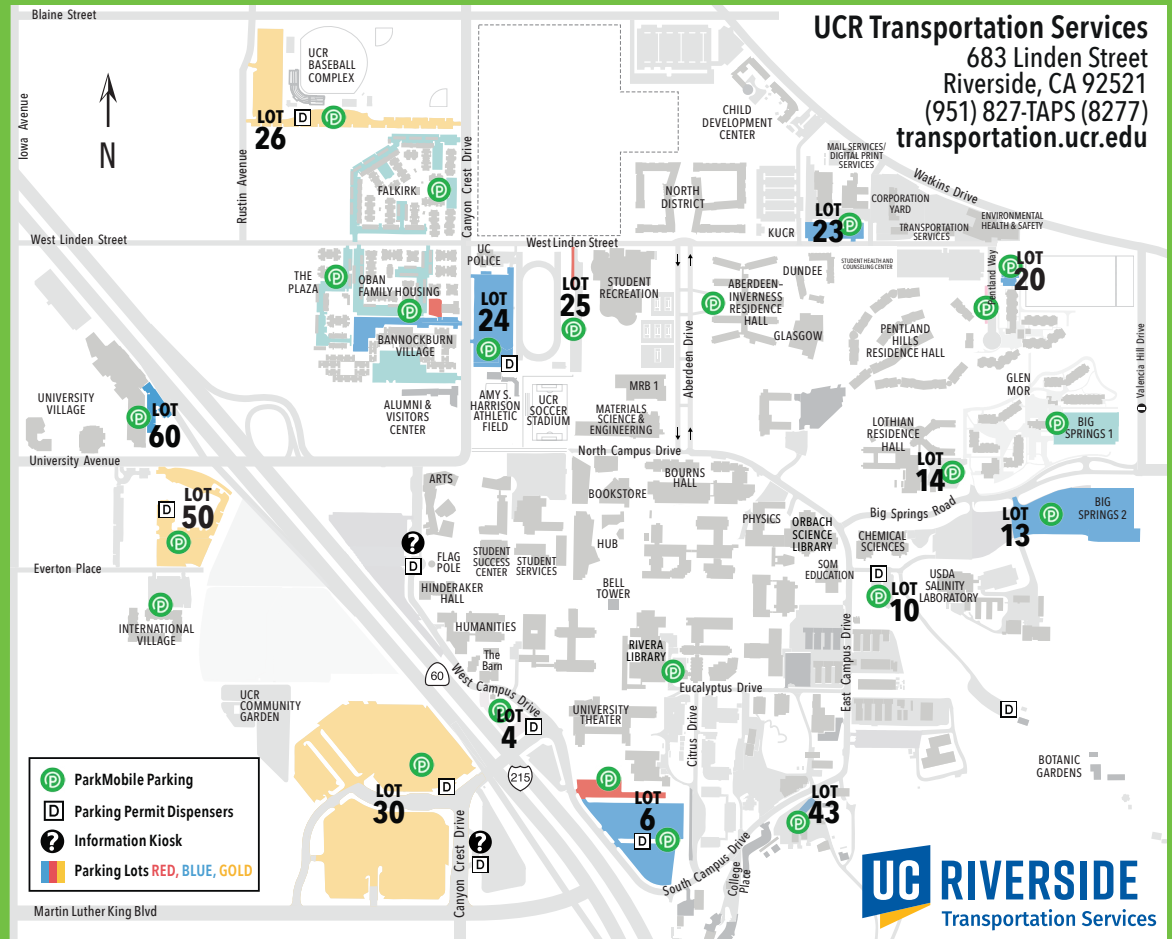 Blaine Street
UCR Transportation Services
683 Linden Street
Riverside, CA 92521
(951) 827-TAPS (8277)
transportation.ucr.edu
Iowa Avenue
N
Rustin Avenue
UCR
BASEBALL
COMPLEX
LOT
26
D
P
Canyon Crest Drive
CHILD
DEVELOPMENT
CENTER
MAIL SERVICES/
DIGITAL PRINT
SERVICES
Watkins Drive
FALKIRK
P
NORTH
DISTRICT
LOT
23
P
KUCR
CORPORATION
YARD
TRANSPORTATION
SERVICES
ENVIRONMENTAL
HEALTH & SAFETY
West Linden Street
West Linden Street
UC
POLICE
THE
PLAZA
P
OBAN
FAMILY HOUSING
P
BANNOCKBURN
VILLAGE
LOT
24
P
D
LOT
25
P
STUDENT
RECREATION
P
ABERDEEN-
INVERNESS
RESIDENCE
HALL
DUNDEE
GLASGOW
STUDENT HEALTH AND
COUNSELING CENTER
Pentland Way
P
LOT
20
P
PENTLAND
HILLS
RESIDENCE HALL
Aberdeen Drive
Valencia Hill Drive
GLEN
MOR
UNIVERSITY
VILLAGE
P
LOT
60
ALUMNI &
VISITORS
CENTER
AMY S.
HARRISON
ATHLETIC
FIELD
UCR
SOCCER
STADIUM
MRB 1
MATERIALS
SCIENCE &
ENGINEERING
LOTHIAN
RESIDENCE
HALL
P
BIG
SPRINGS 1
University Avenue
North Campus Drive
LOT
14
P
ARTS
BOOKSTORE
BOURNS
HALL
LOT
50
D
P
PHYSICS
ORBACH
SCIENCE
LIBRARY
Big Springs Road
LOT
13
P
BIG
SPRINGS 2
?
D
FLAG
POLE
STUDENT
SUCCESS
CENTER
STUDENT
SERVICES
HUB
CHEMICAL
SCIENCES
Everton Place
HINDERAKER
HALL
BELL
TOWER
SOM
EDUCATION
D
P
LOT
10
USDA
SALINITY
LABORATORY
P
INTERNATIONAL
VILLAGE
HUMANITIES
The
Barn
RIVERA
LIBRARY
P
East Campus Drive
60
West Campus Drive
Eucalyptus Drive
UCR
COMMUNITY
GARDEN
P
LOT
4
D
UNIVERSITY
THEATER
Citrus Drive
D
BOTANIC
GARDENS
P
D
LOT
30
215
P
LOT
6
D
P
LOT
43
P
P ParkMobile Parking
D Parking Permit Dispensers
? Information Kiosk
Parking Lots RED, BLUE, GOLD
Canyon Crest Drive
?
D
South Campus Drive
College
Place
Martin Luther King Blvd
UC RIVERSIDE
Transportation Services